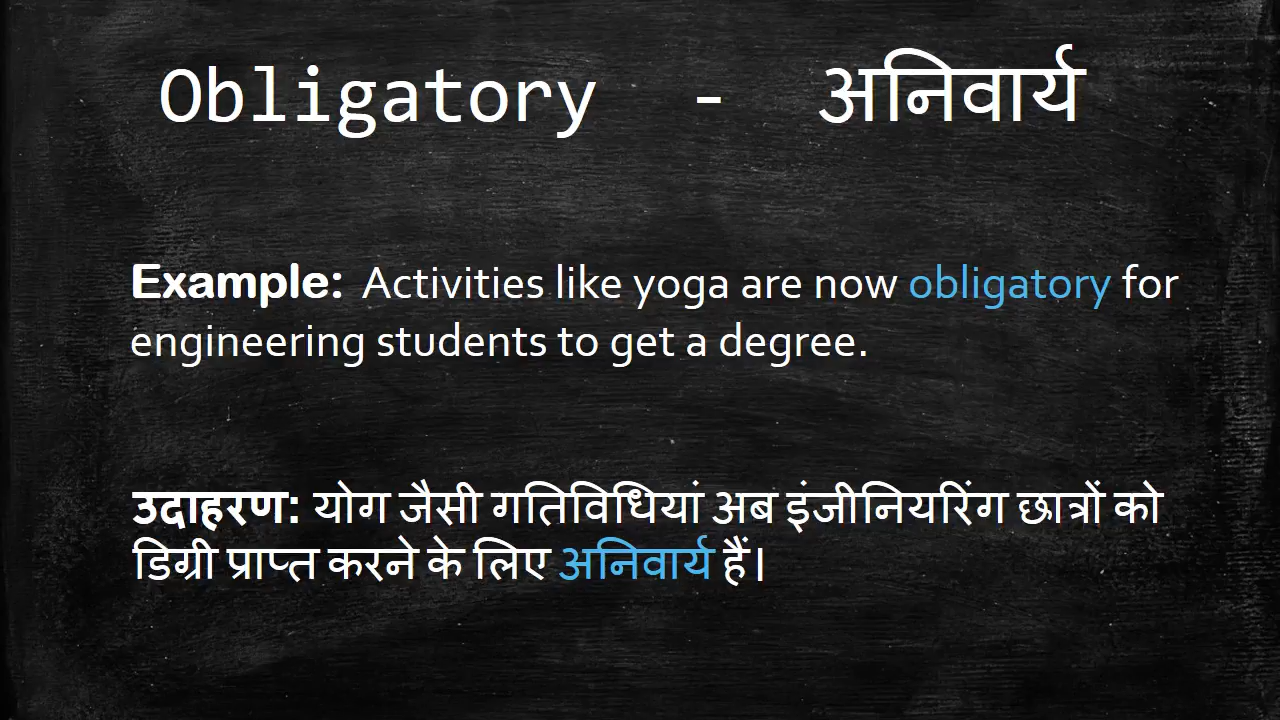 Obligatory - अनिवार्य
Example: Activities like yoga are now obligatory for
engineering students to get a degree.
उदाहरण: योग जैसी गतिविधियां अब इंजीनियरिंग छात्रों को
डिग्री प्राप्त करने के लिए अनिवार्य हैं।